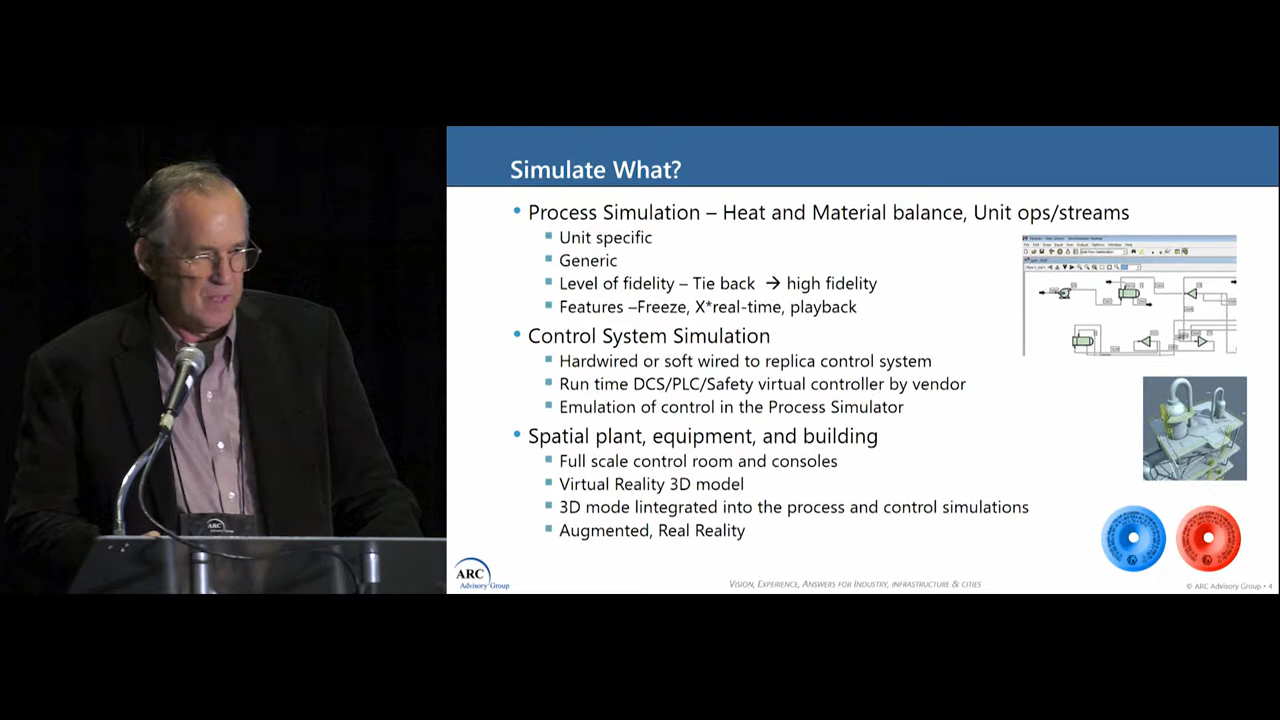 Simulate What?
• Process Simulation – Heat and Material balance, Unit ops/streams
▪ Unit specific
▪ Generic
▪ Level of fidelity – Tie back → high fidelity
▪ Features –Freeze, X*real-time, playback
• Control System Simulation
▪ Hardwired or soft wired to replica control system
▪ Run time DCS/PLC/Safety virtual controller by vendor
▪ Emulation of control in the Process Simulator
• Spatial plant, equipment, and building
▪ Full scale control room and consoles
▪ Virtual Reality 3D model
▪ 3D mode lintegrated into the process and control simulations
▪ Augmented, Real Reality
ARC
Advisory Group
VISION, EXPERIENCE, ANSWERS FOR INDUSTRY, INFRASTRUCTURE & CITIES
© ARC Advisory Group • 4
ARC